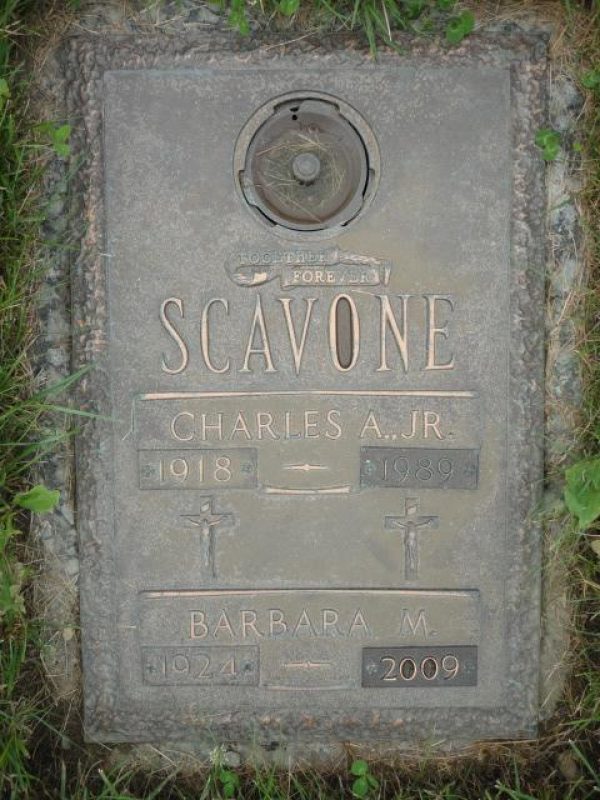 TOGETHER
FOREVER
SCAVONE
CHARLES A., JR.
1918 1989
BARBARA M.
1924 2009